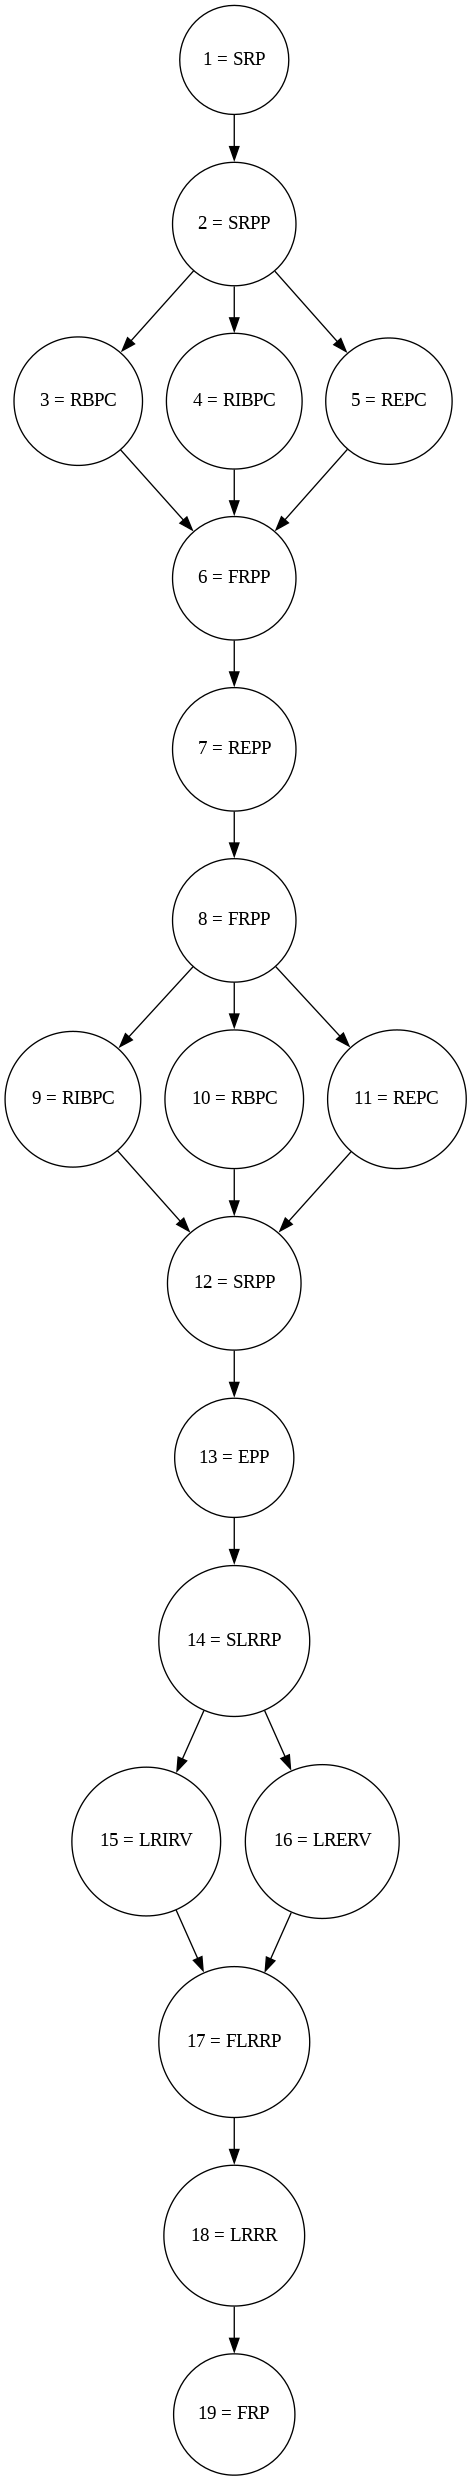 1 = SRP
2 = SRPP
3 = RBPC
4 = RIBPC
5 = REPC
6 = FRPP
7 = REPP
8 = FRPP
9 = RIBPC
10 = RBPC
11 = REPC
12 = SRPP
13 = EPP
14 = SLRRP
15 = LRIRV
16 = LRERV
17 = FLRRP
18 = LRRR
19 = FRP